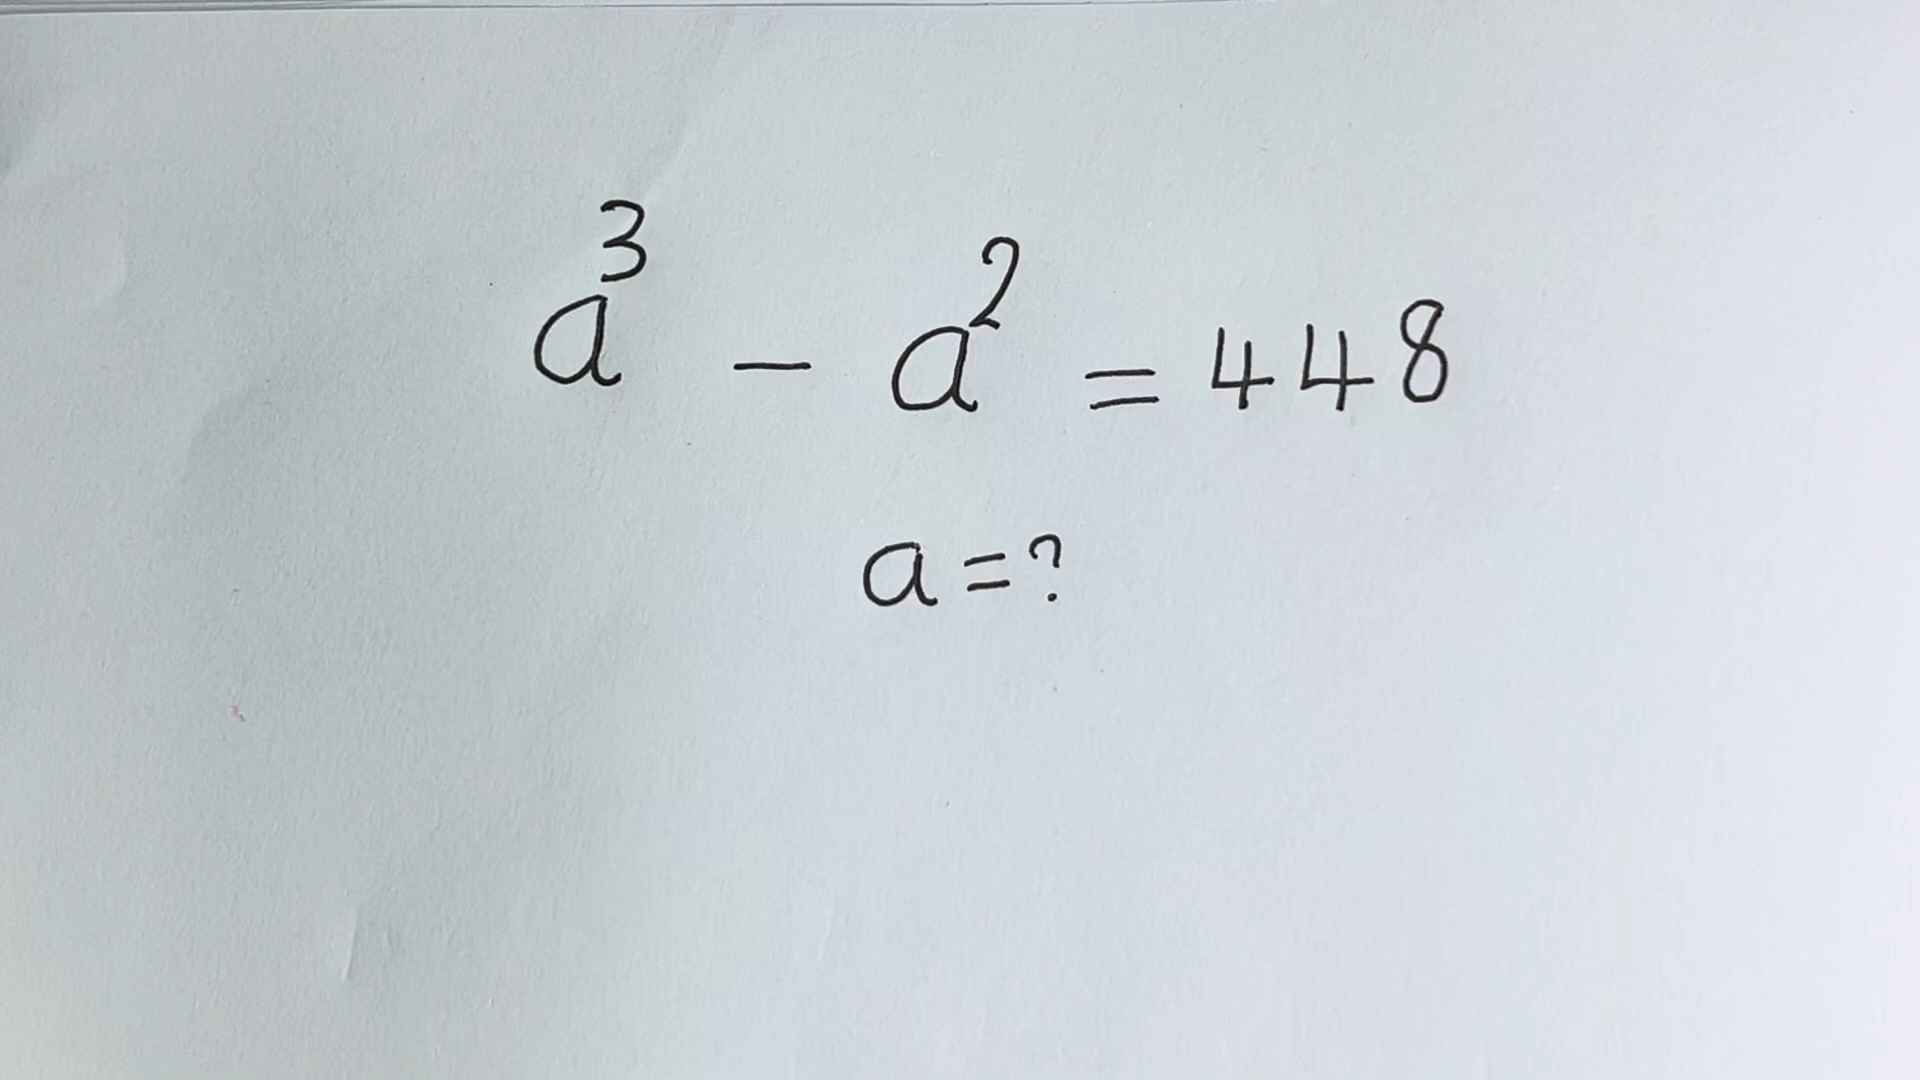 a³ - a² = 448
a = ?